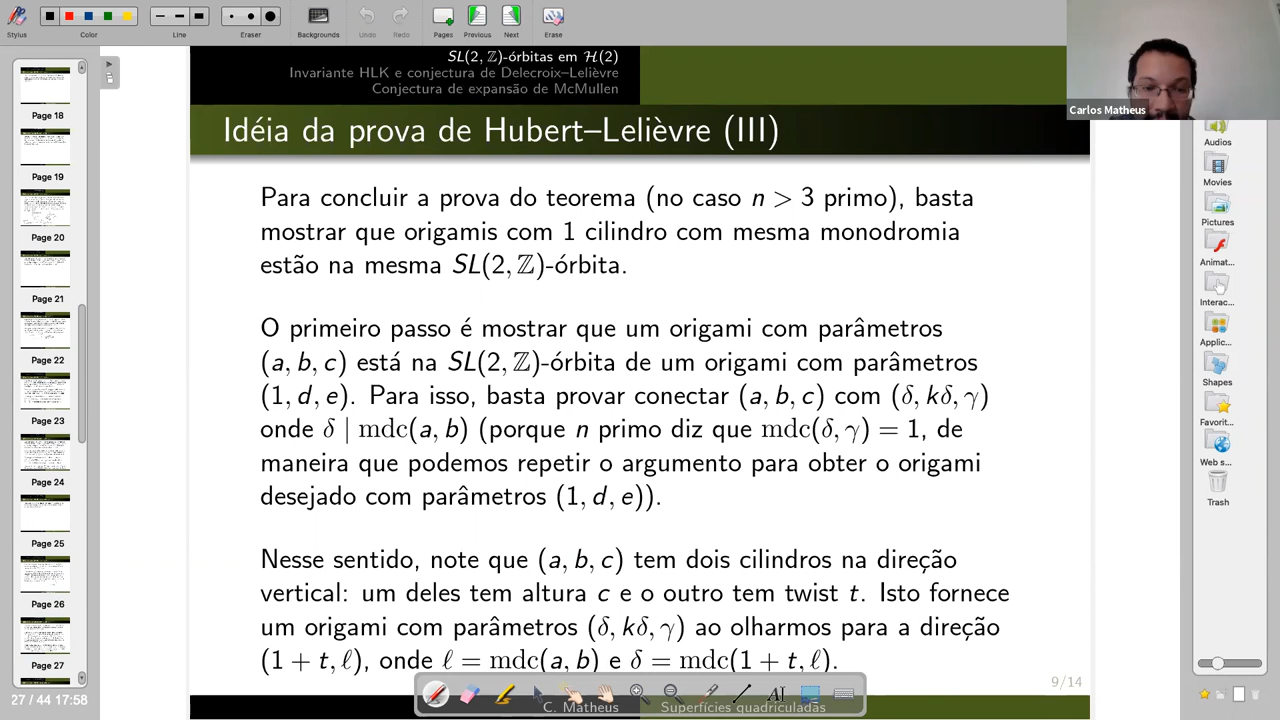 Stylus
Color
Line
Eraser
Backgrounds
Undo
Redo
Pages
Previous
Next
Erase
Carlos Matheus
SL(2, ℤ)-órbitas em ℋ(2)
Invariante HLK e conjectura de Delecroix–Lelièvre
Conjectura de expansão de McMullen
Idéia da prova de Hubert–Lelièvre (III)
Para concluir a prova do teorema (no caso n > 3 primo), basta
mostrar que origamis com 1 cilindro com mesma monodromia
estão na mesma SL(2, ℤ)-órbita.
O primeiro passo é mostrar que um origami com parâmetros
(a, b, c) está na SL(2, ℤ)-órbita de um origami com parâmetros
(1, d, e). Para isso, basta provar conectar (a, b, c) com (δ, kδ, γ)
onde δ | mdc(a, b) (poque n primo diz que mdc(δ, γ) = 1, de
maneira que podemos repetir o argumento para obter o origami
desejado com parâmetros (1, d, e)).
Nesse sentido, note que (a, b, c) tem dois cilindros na direção
vertical: um deles tem altura c e o outro tem twist t. Isto fornece
um origami com parâmetros (δ, kδ, γ) ao olharmos para a direção
(1 + t, ℓ), onde ℓ = mdc(a, b) e δ = mdc(1 + t, ℓ).
9/14
C. Matheus
Superfícies quadriculadas
Page 18
Page 19
Page 20
Page 21
Page 22
Page 23
Page 24
Page 25
Page 26
Page 27
27 / 44 17:58
Audios
Movies
Pictures
Animat...
Interac...
Applic...
Shapes
Favorit...
Web s...
Trash